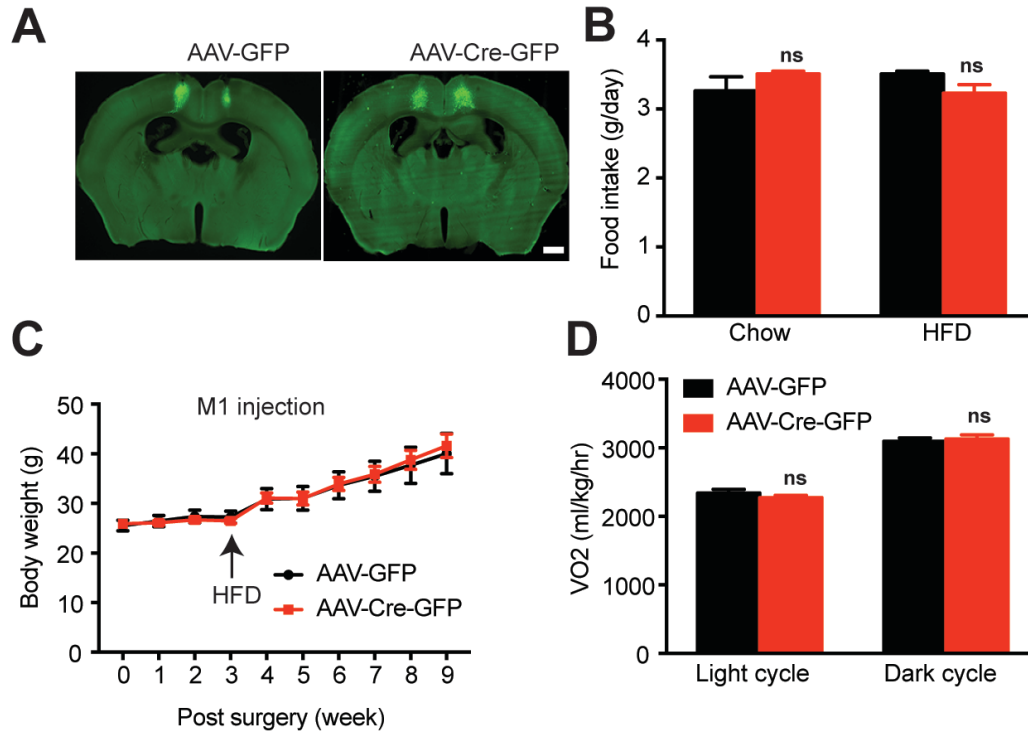 A
AAV-GFP
AAV-Cre-GFP
B
Food intake (g/day)
4
3
2
1
0
ns
ns
Chow
HFD
C
M1 injection
Body weight (g)
50
40
30
20
10
0
HFD
AAV-GFP
AAV-Cre-GFP
0 1 2 3 4 5 6 7 8 9
Post surgery (week)
D
VO2 (ml/kg/hr)
4000
3000
2000
1000
0
AAV-GFP
AAV-Cre-GFP
ns
ns
Light cycle
Dark cycle